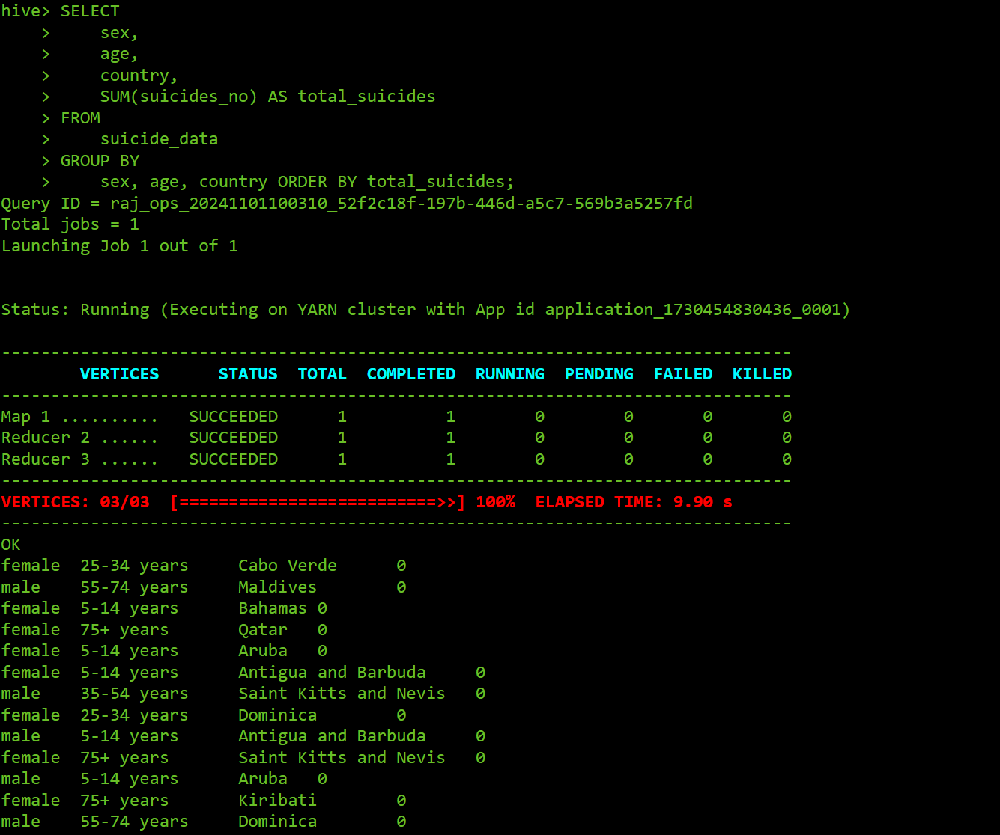 hive> SELECT
    >     sex,
    >     age,
    >     country,
    >     SUM(suicides_no) AS total_suicides
    > FROM
    >     suicide_data
    > GROUP BY
    >     sex, age, country ORDER BY total_suicides;
Query ID = raj_ops_20241101100310_52f2c18f-197b-446d-a5c7-569b3a5257fd
Total jobs = 1
Launching Job 1 out of 1
Status: Running (Executing on YARN cluster with App id application_1730454830436_0001)
--------------------------------------------------------------------------------
        VERTICES      STATUS  TOTAL  COMPLETED  RUNNING  PENDING  FAILED  KILLED
--------------------------------------------------------------------------------
Map 1 ..........   SUCCEEDED      1          1        0        0       0       0
Reducer 2 ......   SUCCEEDED      1          1        0        0       0       0
Reducer 3 ......   SUCCEEDED      1          1        0        0       0       0
--------------------------------------------------------------------------------
VERTICES: 03/03  [==========================>>] 100%  ELAPSED TIME: 9.90 s
--------------------------------------------------------------------------------
OK
female  25-34 years     Cabo Verde      0
male    55-74 years     Maldives        0
female  5-14 years      Bahamas 0
female  75+ years       Qatar   0
female  5-14 years      Aruba   0
female  5-14 years      Antigua and Barbuda     0
male    35-54 years     Saint Kitts and Nevis   0
female  25-34 years     Dominica        0
male    5-14 years      Antigua and Barbuda     0
female  75+ years       Saint Kitts and Nevis   0
male    5-14 years      Aruba   0
female  75+ years       Kiribati        0
male    55-74 years     Dominica        0